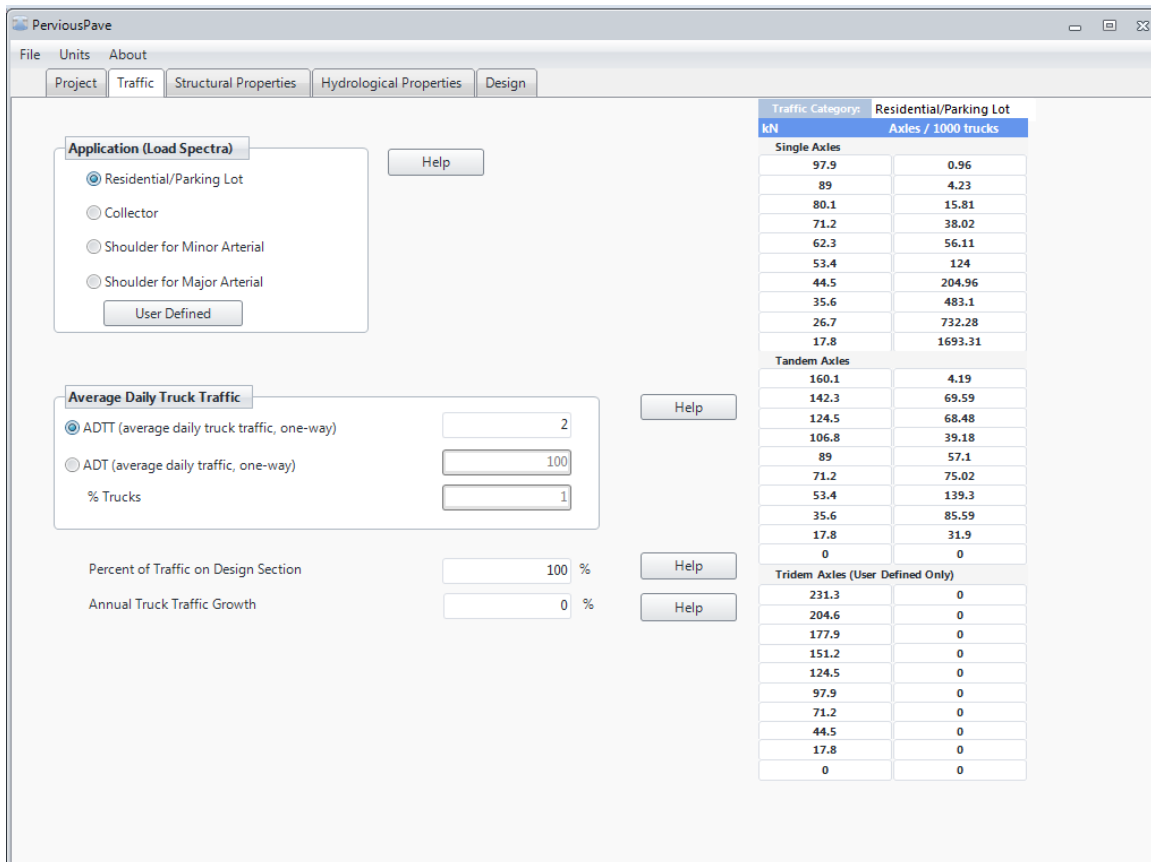 PerviousPave
File Units About
Project Traffic Structural Properties Hydrological Properties Design
Application (Load Spectra)
Residential/Parking Lot
Collector
Shoulder for Minor Arterial
Shoulder for Major Arterial
User Defined
Help
Average Daily Truck Traffic
ADTT (average daily truck traffic, one-way) 2
ADT (average daily traffic, one-way) 100
% Trucks 1
Help
Percent of Traffic on Design Section 100 % Help
Annual Truck Traffic Growth 0 % Help
Traffic Category: Residential/Parking Lot
kN Axles / 1000 trucks
Single Axles
97.9 0.96
89 4.23
80.1 15.81
71.2 38.02
62.3 56.11
53.4 124
44.5 204.96
35.6 483.1
26.7 732.28
17.8 1693.31
Tandem Axles
160.1 4.19
142.3 69.59
124.5 68.48
106.8 39.18
89 57.1
71.2 75.02
53.4 139.3
35.6 85.59
17.8 31.9
0 0
Tridem Axles (User Defined Only)
231.3 0
204.6 0
177.9 0
151.2 0
124.5 0
97.9 0
71.2 0
44.5 0
17.8 0
0 0